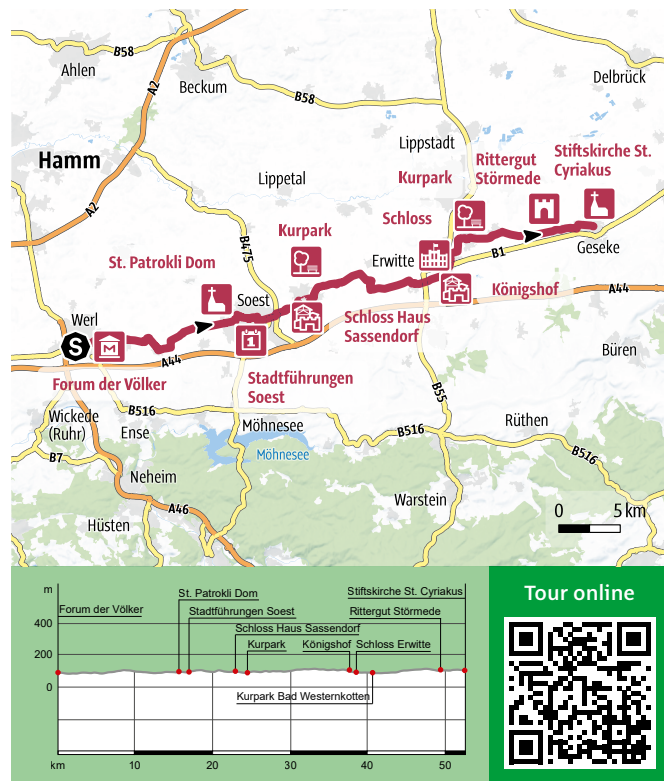 B58
Ahlen
A2
Beckum
B58
Delbrück
Hamm
Lippstadt
Kurpark
Rittergut
Störmede
Stiftskirche St.
Cyriakus
Lippetal
A2
Schloss
B475
Kurpark
St. Patrokli Dom
Erwitte
B1
Geseke
Soest
Königshof
A44
Werl
S
M
1
Schloss Haus
Sassendorf
A44
Büren
Forum der Völker
Stadtführungen
Soest
B55
Wickede
(Ruhr)
B516
Ense
Möhnesee
B516
Rüthen
B516
B7
Möhnesee
Neheim
Warstein
A46
Hüsten
0 5 km
m
400
200
0
Forum der Völker
St. Patrokli Dom
Stadtführungen Soest
Schloss Haus Sassendorf
Kurpark
Königshof
Schloss Erwitte
Stiftskirche St. Cyriakus
Rittergut Störmede
Kurpark Bad Westernkotten
km 10 20 30 40 50
Tour online